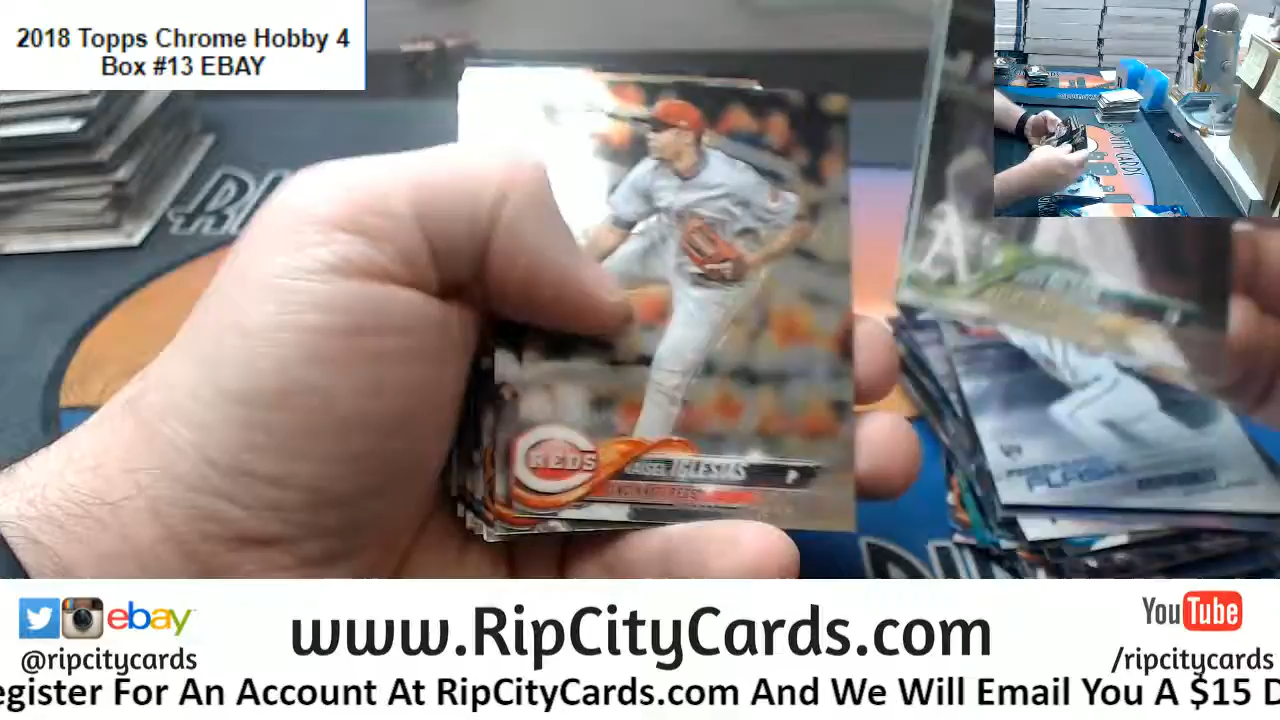 2018 Topps Chrome Hobby 4
Box #13 EBAY
REDS
IGLESIAS
P
ebay
www.RipCityCards.com
YouTube
@ripcitycards
/ripcitycards
egister For An Account At RipCityCards.com And We Will Email You A $15 D